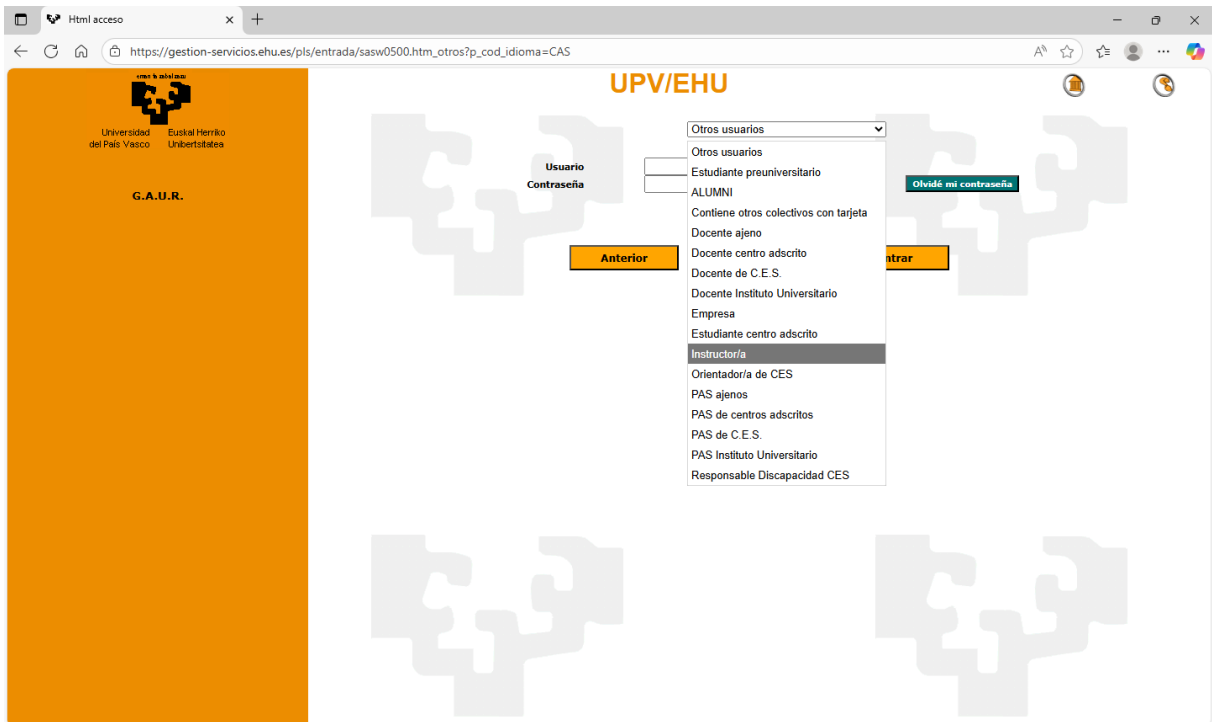 Html acceso
https://gestion-servicios.ehu.es/pls/entrada/sasw0500.htm_otros?p_cod_idioma=CAS
Universidad Euskal Herriko
del País Vasco Unibertsitatea
G.A.U.R.
UPV/EHU
Otros usuarios
Usuario
Contraseña
Olvidé mi contraseña
Anterior
ntrar
Otros usuarios
Estudiante preuniversitario
ALUMNI
Contiene otros colectivos con tarjeta
Docente ajeno
Docente centro adscrito
Docente de C.E.S.
Docente Instituto Universitario
Empresa
Estudiante centro adscrito
Instructor/a
Orientador/a de CES
PAS ajenos
PAS de centros adscritos
PAS de C.E.S.
PAS Instituto Universitario
Responsable Discapacidad CES